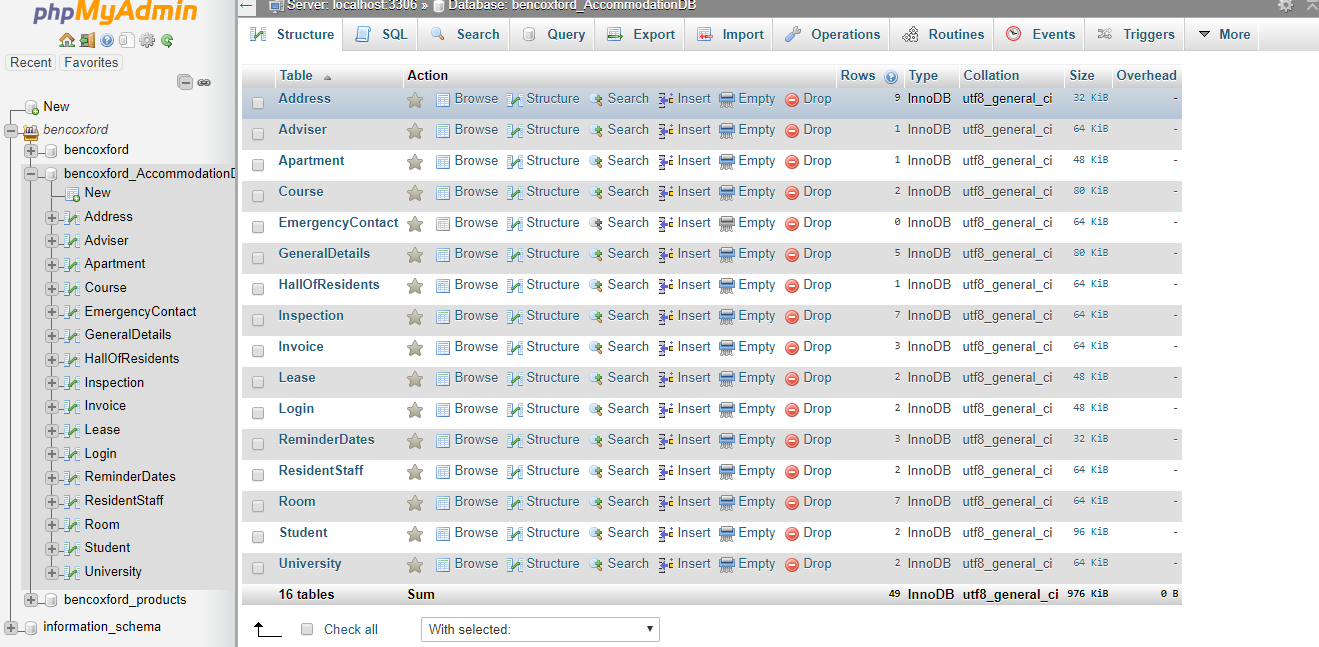 phpMyAdmin
Recent Favorites
New
bencoxford
bencoxford
bencoxford_AccommodationD
New
Address
Adviser
Apartment
Course
EmergencyContact
GeneralDetails
HallOfResidents
Inspection
Invoice
Lease
Login
ReminderDates
ResidentStaff
Room
Student
University
bencoxford_products
information_schema
Server: localhost:3306 » Database: bencoxford_AccommodationDB
Structure SQL Search Query Export Import Operations Routines Events Triggers More
Table Action Rows Type Collation Size Overhead
Address Browse Structure Search Insert Empty Drop 9 InnoDB utf8_general_ci 32 KiB -
Adviser Browse Structure Search Insert Empty Drop 1 InnoDB utf8_general_ci 64 KiB -
Apartment Browse Structure Search Insert Empty Drop 1 InnoDB utf8_general_ci 48 KiB -
Course Browse Structure Search Insert Empty Drop 2 InnoDB utf8_general_ci 80 KiB -
EmergencyContact Browse Structure Search Insert Empty Drop 0 InnoDB utf8_general_ci 64 KiB -
GeneralDetails Browse Structure Search Insert Empty Drop 5 InnoDB utf8_general_ci 80 KiB -
HallOfResidents Browse Structure Search Insert Empty Drop 1 InnoDB utf8_general_ci 64 KiB -
Inspection Browse Structure Search Insert Empty Drop 7 InnoDB utf8_general_ci 64 KiB -
Invoice Browse Structure Search Insert Empty Drop 3 InnoDB utf8_general_ci 64 KiB -
Lease Browse Structure Search Insert Empty Drop 2 InnoDB utf8_general_ci 48 KiB -
Login Browse Structure Search Insert Empty Drop 2 InnoDB utf8_general_ci 48 KiB -
ReminderDates Browse Structure Search Insert Empty Drop 3 InnoDB utf8_general_ci 32 KiB -
ResidentStaff Browse Structure Search Insert Empty Drop 2 InnoDB utf8_general_ci 64 KiB -
Room Browse Structure Search Insert Empty Drop 7 InnoDB utf8_general_ci 64 KiB -
Student Browse Structure Search Insert Empty Drop 2 InnoDB utf8_general_ci 96 KiB -
University Browse Structure Search Insert Empty Drop 2 InnoDB utf8_general_ci 64 KiB -
16 tables Sum 49 InnoDB utf8_general_ci 976 KiB 0 B
Check all With selected: